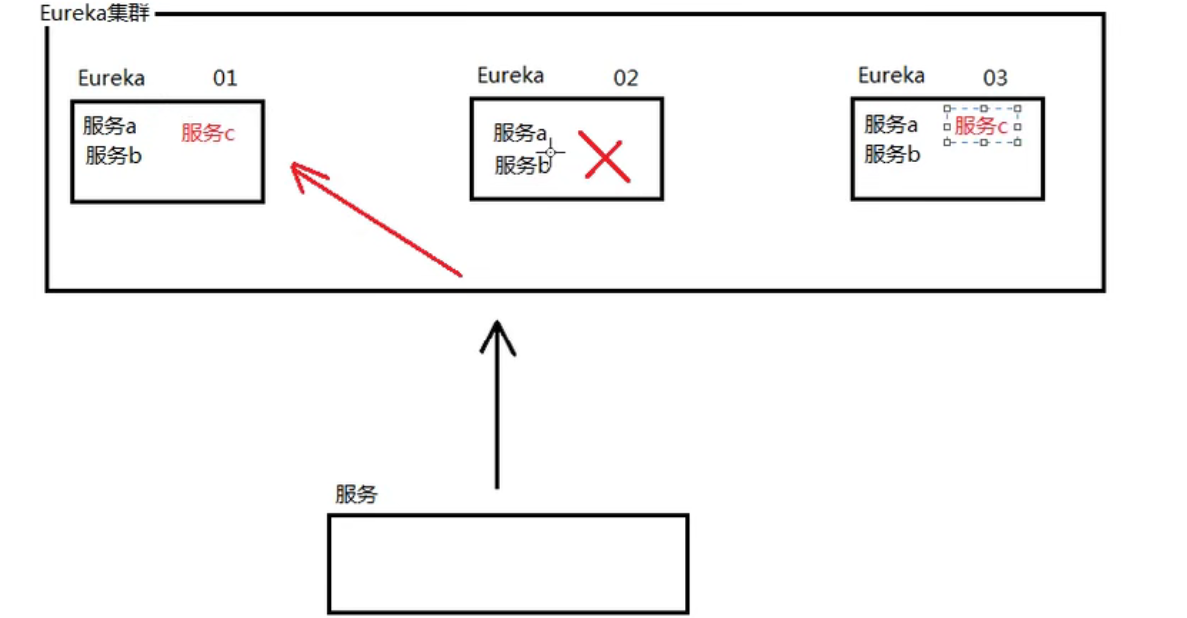 Eureka集群
Eureka 01
服务a 服务c
服务b
Eureka 02
服务a
服务b
Eureka 03
服务a 服务c
服务b
服务